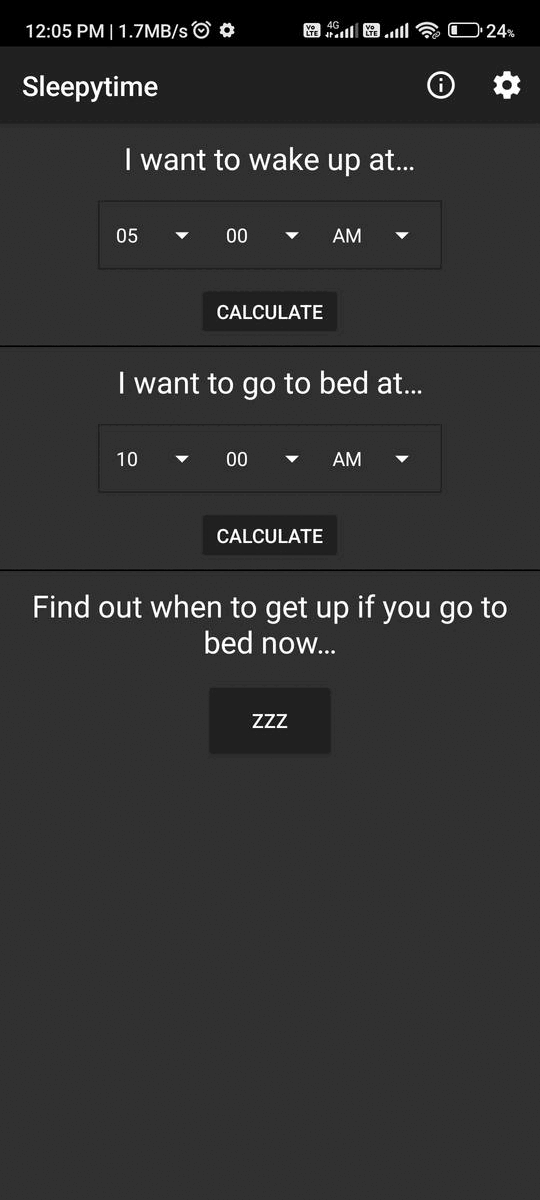 12:05 PM | 1.7MB/s Vo LTE 4G Vo LTE 24%
Sleepytime
I want to wake up at...
05 00 AM
CALCULATE
I want to go to bed at...
10 00 AM
CALCULATE
Find out when to get up if you go to
bed now...
ZZZ